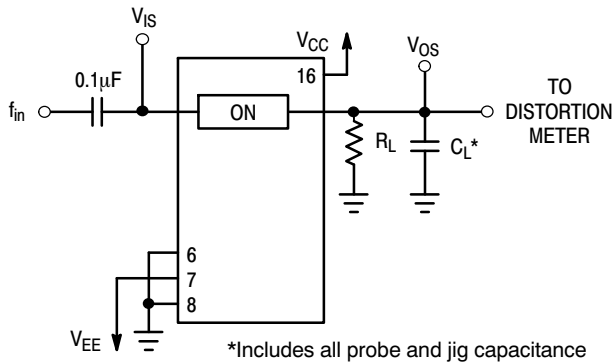 V_IS
V_CC
V_OS
0.1µF
16
f_in
ON
TO
DISTORTION
METER
R_L
C_L*
6
7
8
V_EE
*Includes all probe and jig capacitance